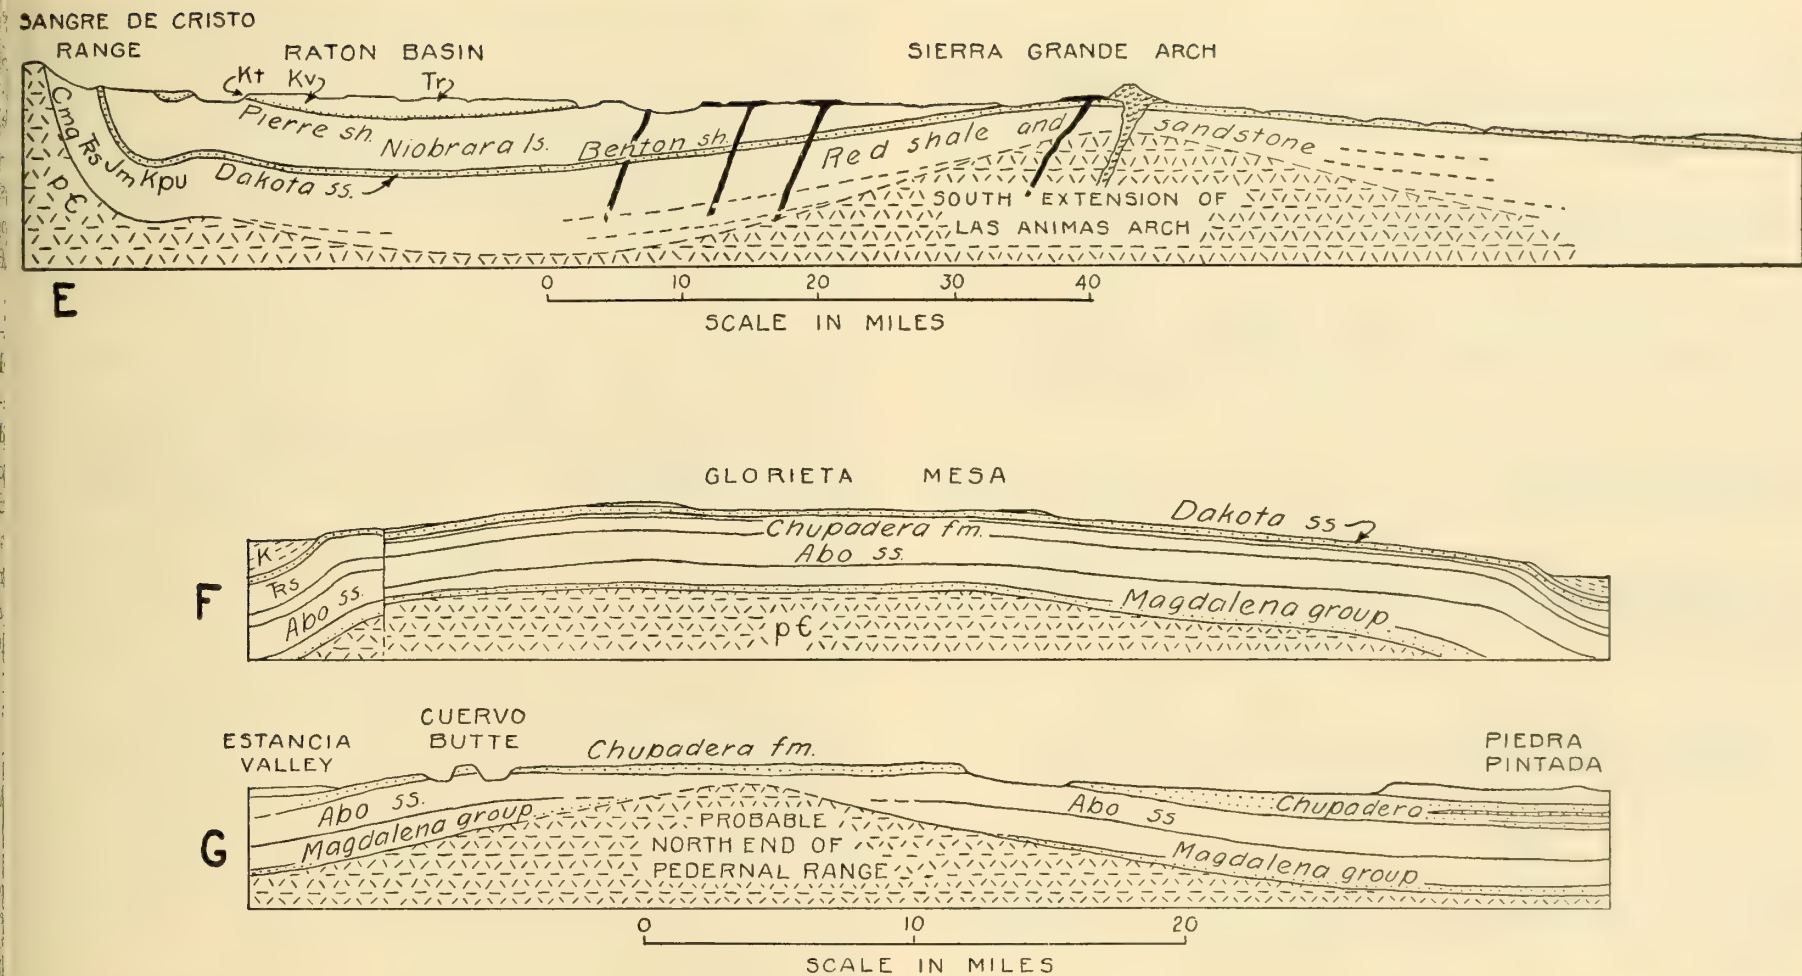 SANGRE DE CRISTO
RANGE
RATON BASIN
SIERRA GRANDE ARCH
Kt
Kv
Tr
Cmg
Ƭs
Jm
Kpu
p Ꞓ
Pierre sh.
Niobrara ls.
Benton sh.
Dakota ss.
Red shale and
sandstone
SOUTH EXTENSION OF
LAS ANIMAS ARCH
E
0 10 20 30 40
SCALE IN MILES
GLORIETA MESA
Dakota ss
Chupadera fm.
Abo ss.
K
Ƭs
Abo ss.
Magdalena group
p Ꞓ
F
ESTANCIA
VALLEY
CUERVO
BUTTE
Chupadera fm.
PIEDRA
PINTADA
Abo ss.
Magdalena group
PROBABLE
NORTH END OF
PEDERNAL RANGE
Abo ss
Chupadera
Magdalena group
G
0 10 20
SCALE IN MILES